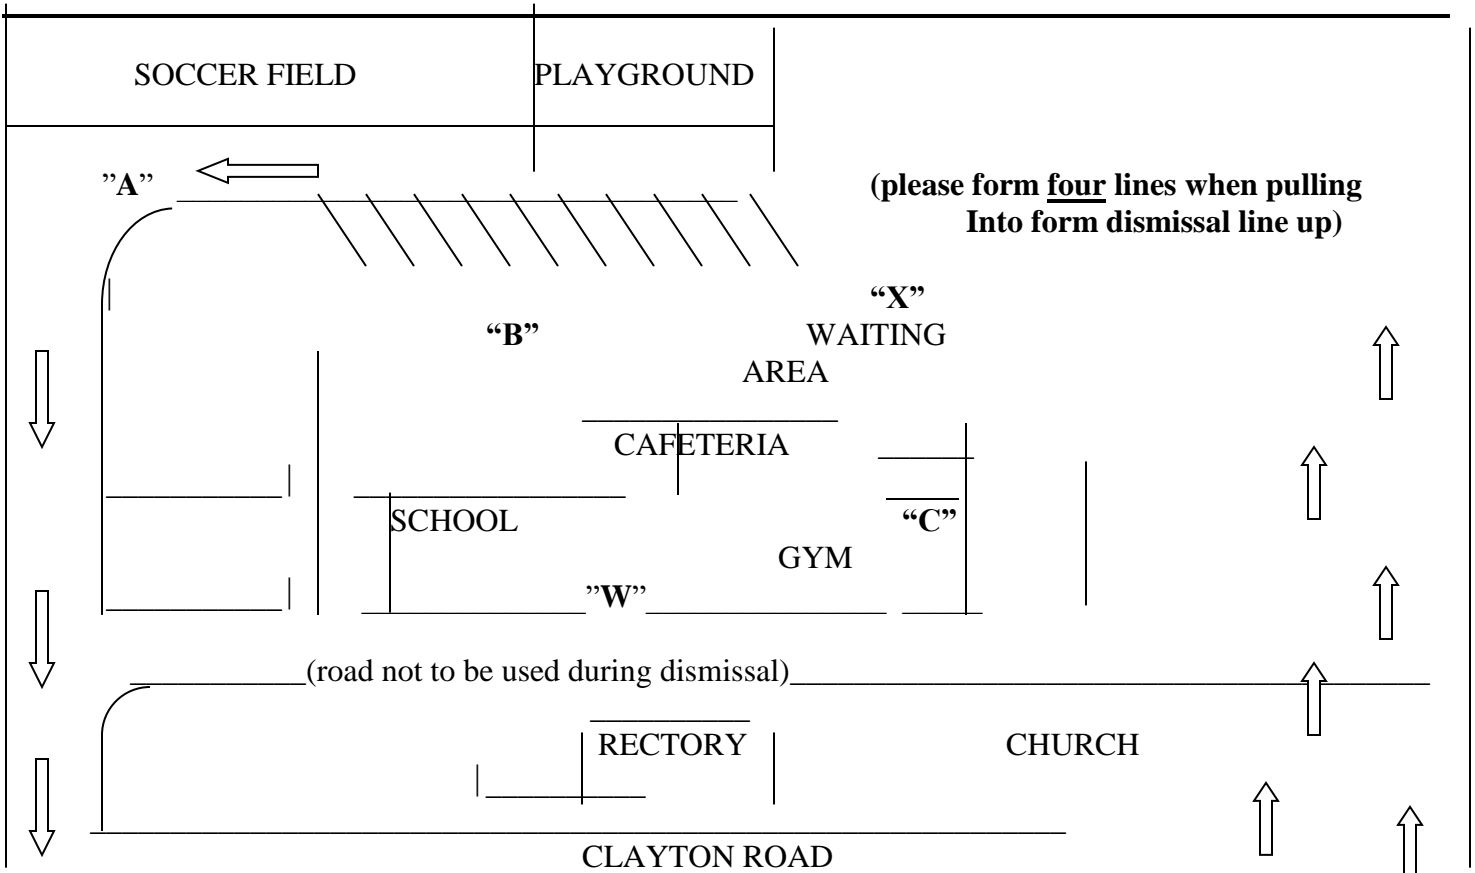 SOCCER FIELD PLAYGROUND
”A” (please form four lines when pulling
Into form dismissal line up)
“X”
“B” WAITING
AREA
CAFETERIA
SCHOOL “C”
GYM
”W”
(road not to be used during dismissal)
RECTORY CHURCH
CLAYTON ROAD